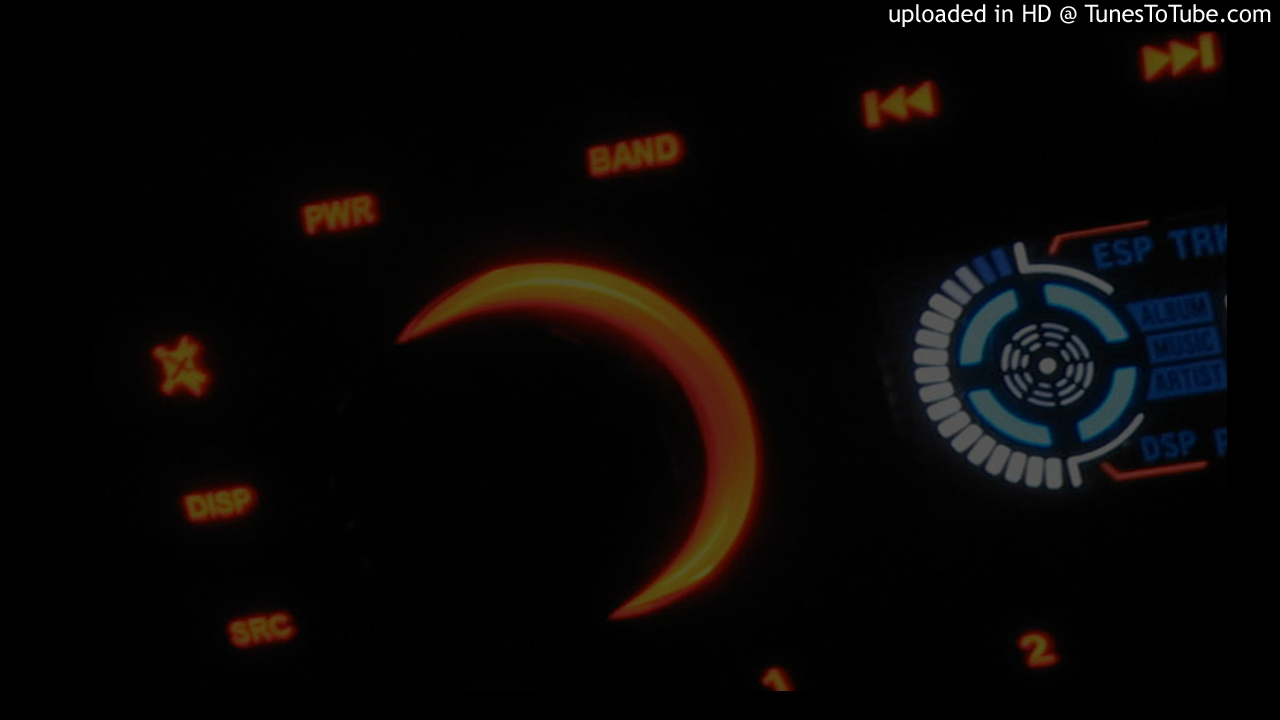 uploaded in HD @ TunesToTube.com
BAND
PWR
ESP TRK
ALBUM
MUSIC
ARTIST
DSP
DISP
SRC
2
1